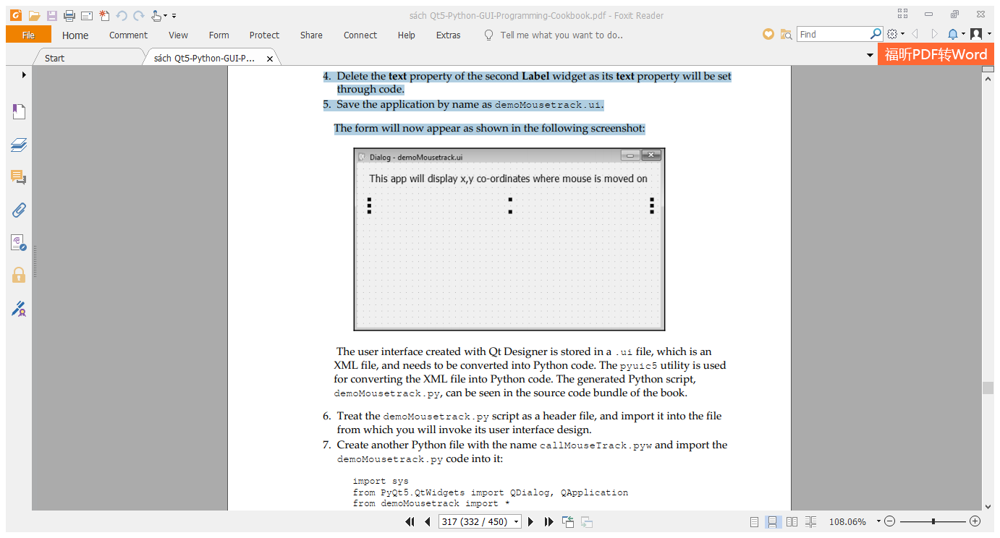 sách Qt5-Python-GUI-Programming-Cookbook.pdf - Foxit Reader
File Home Comment View Form Protect Share Connect Help Extras Tell me what you want to do.. Find
Start sách Qt5-Python-GUI-P... 福昕PDF转Word
4. Delete the text property of the second Label widget as its text property will be set
through code.
5. Save the application by name as demoMousetrack.ui.
The form will now appear as shown in the following screenshot:
Dialog - demoMousetrack.ui
This app will display x,y co-ordinates where mouse is moved on
The user interface created with Qt Designer is stored in a .ui file, which is an
XML file, and needs to be converted into Python code. The pyuic5 utility is used
for converting the XML file into Python code. The generated Python script,
demoMousetrack.py, can be seen in the source code bundle of the book.
6. Treat the demoMousetrack.py script as a header file, and import it into the file
from which you will invoke its user interface design.
7. Create another Python file with the name callMouseTrack.pyw and import the
demoMousetrack.py code into it:
import sys
from PyQt5.QtWidgets import QDialog, QApplication
from demoMousetrack import *
317 (332 / 450) 108.06%